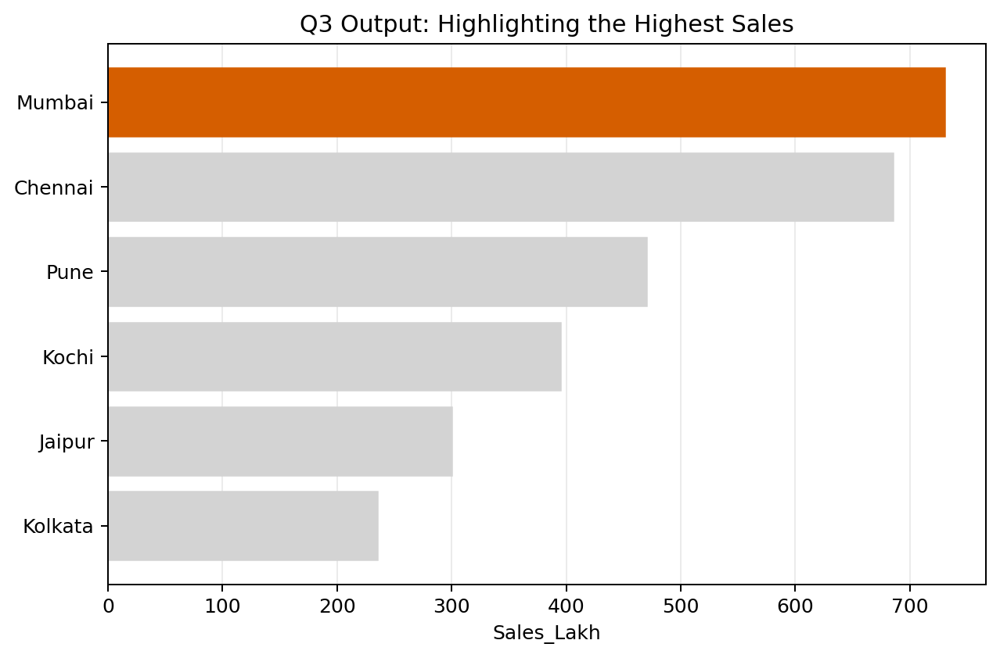 Q3 Output: Highlighting the Highest Sales
Mumbai
Chennai
Pune
Kochi
Jaipur
Kolkata
0 100 200 300 400 500 600 700
Sales_Lakh